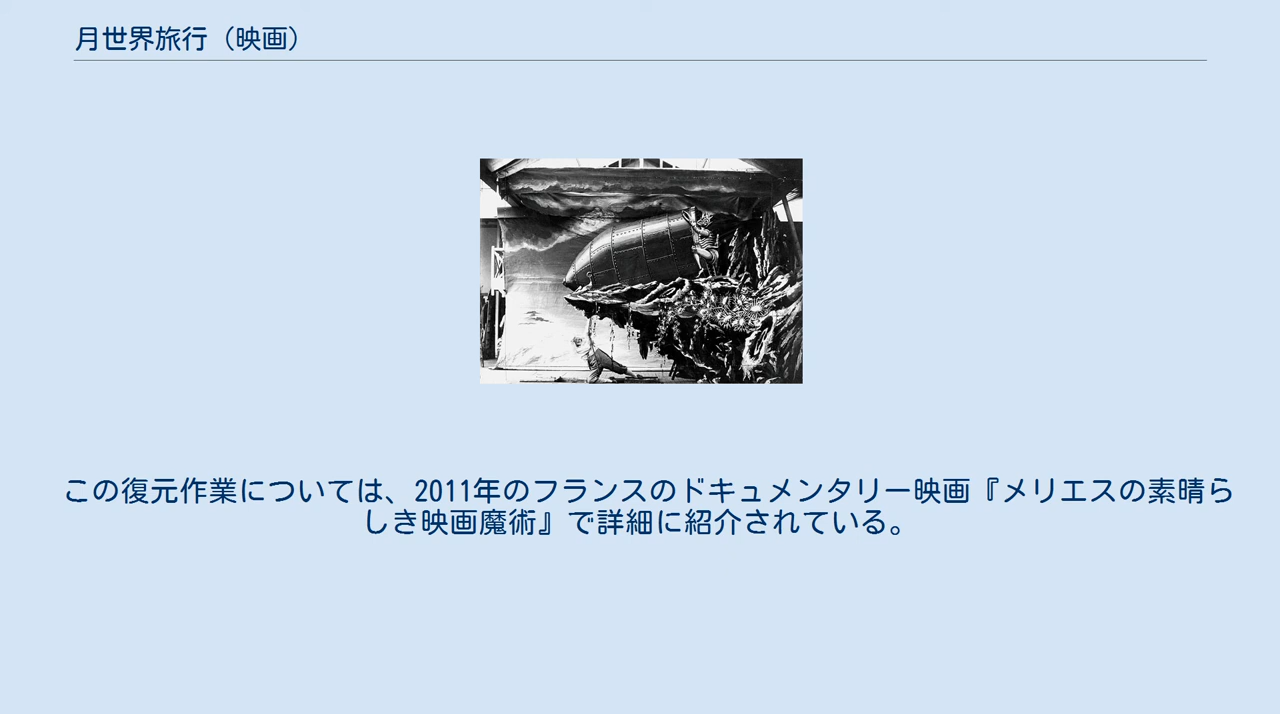 月世界旅行（映画）
この復元作業については、2011年のフランスのドキュメンタリー映画『メリエスの素晴ら
しき映画魔術』で詳細に紹介されている。